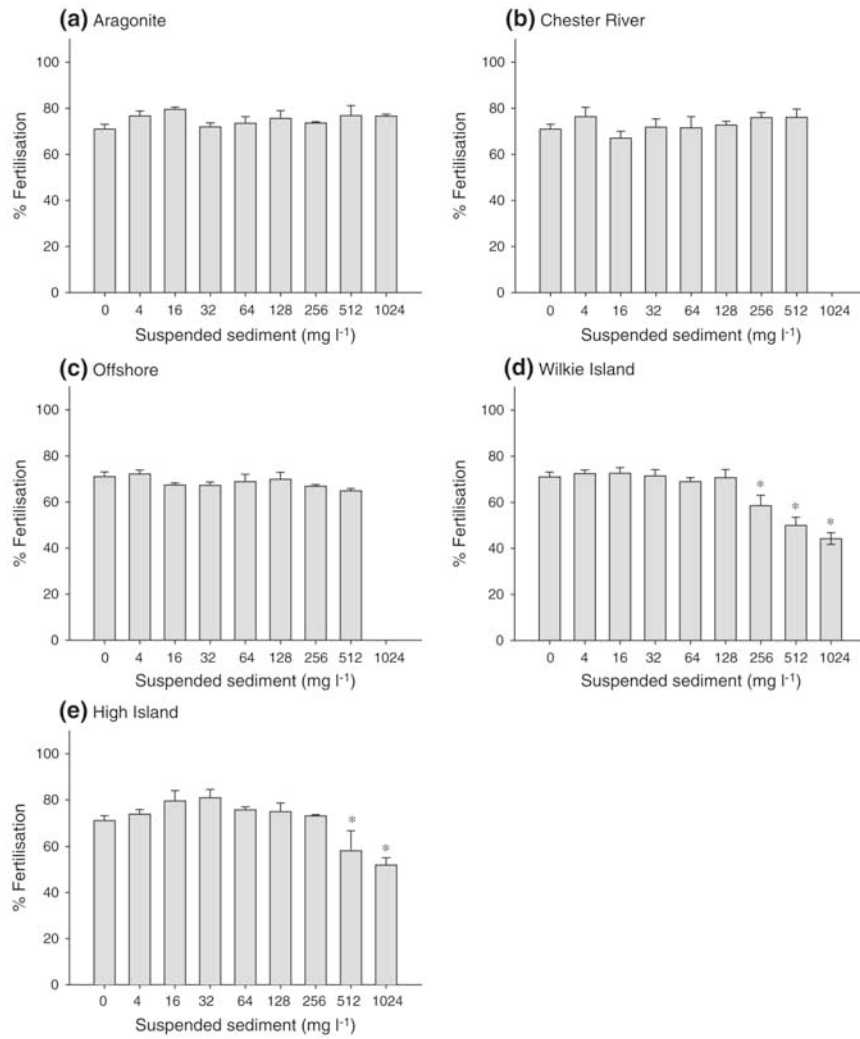 (a) Aragonite
100
80
60
40
20
0
% Fertilisation
0 4 16 32 64 128 256 512 1024
Suspended sediment (mg l⁻¹)
(b) Chester River
100
80
60
40
20
0
% Fertilisation
0 4 16 32 64 128 256 512 1024
Suspended sediment (mg l⁻¹)
(c) Offshore
100
80
60
40
20
0
% Fertilisation
0 4 16 32 64 128 256 512 1024
Suspended sediment (mg l⁻¹)
(d) Wilkie Island
100
80
60
40
20
0
% Fertilisation
* * *
0 4 16 32 64 128 256 512 1024
Suspended sediment (mg l⁻¹)
(e) High Island
100
80
60
40
20
0
% Fertilisation
* *
0 4 16 32 64 128 256 512 1024
Suspended sediment (mg l⁻¹)